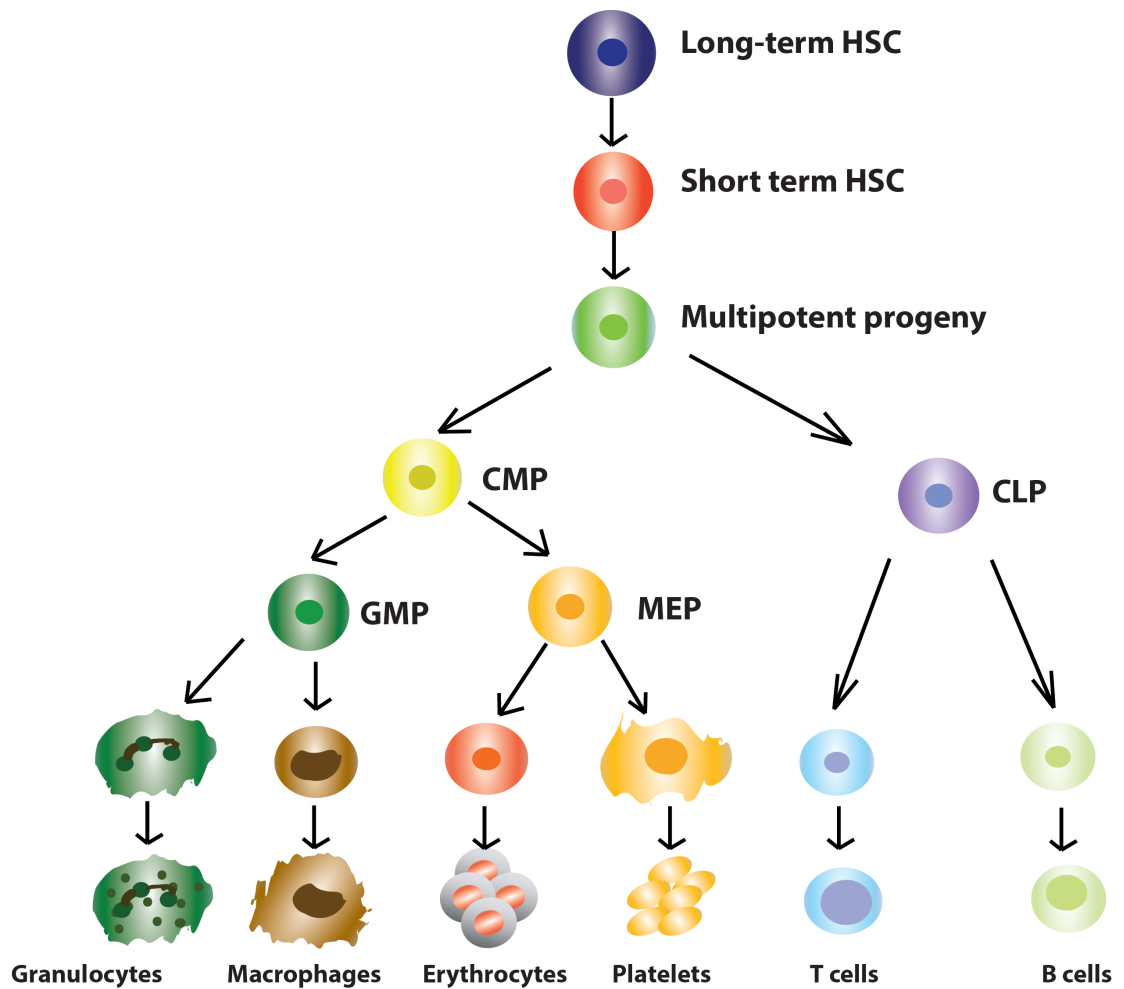 Long-term HSC
Short term HSC
Multipotent progeny
CMP
CLP
GMP
MEP
Granulocytes
Macrophages
Erythrocytes
Platelets
T cells
B cells